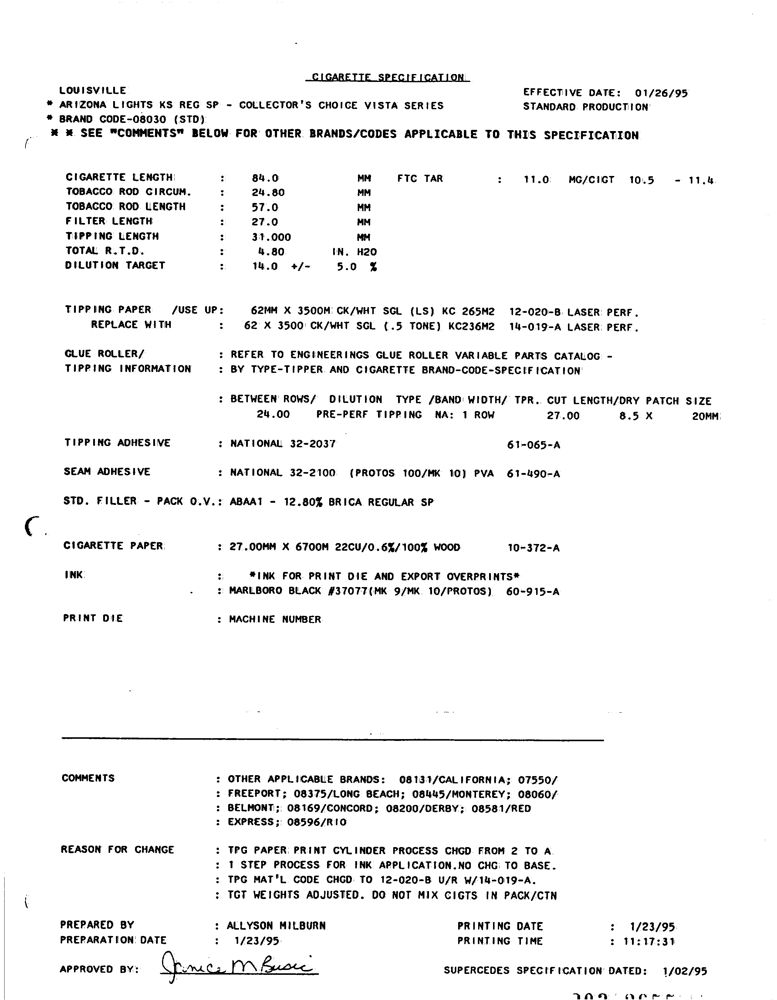 CIGARETTE SPECIFICATION
LOUISVILLE EFFECTIVE DATE: 01/26/95
* ARIZONA LIGHTS KS REG SP - COLLECTOR'S CHOICE VISTA SERIES STANDARD PRODUCTION
* BRAND CODE-08030 (STD)
* * SEE "COMMENTS" BELOW FOR OTHER BRANDS/CODES APPLICABLE TO THIS SPECIFICATION
CIGARETTE LENGTH : 84.0 MM FTC TAR : 11.0 MG/CIGT 10.5 - 11.4
TOBACCO ROD CIRCUM. : 24.80 MM
TOBACCO ROD LENGTH : 57.0 MM
FILTER LENGTH : 27.0 MM
TIPPING LENGTH : 31.000 MM
TOTAL R.T.D. : 4.80 IN. H2O
DILUTION TARGET : 14.0 +/- 5.0 %
TIPPING PAPER /USE UP: 62MM X 3500M CK/WHT SGL (LS) KC 265M2 12-020-B LASER PERF.
REPLACE WITH : 62 X 3500 CK/WHT SGL (.5 TONE) KC236M2 14-019-A LASER PERF.
GLUE ROLLER/ : REFER TO ENGINEERINGS GLUE ROLLER VARIABLE PARTS CATALOG -
TIPPING INFORMATION : BY TYPE-TIPPER AND CIGARETTE BRAND-CODE-SPECIFICATION
: BETWEEN ROWS/ DILUTION TYPE /BAND WIDTH/ TPR. CUT LENGTH/DRY PATCH SIZE
24.00 PRE-PERF TIPPING NA: 1 ROW 27.00 8.5 X 20MM
TIPPING ADHESIVE : NATIONAL 32-2037 61-065-A
SEAM ADHESIVE : NATIONAL 32-2100 (PROTOS 100/MK 10) PVA 61-490-A
STD. FILLER - PACK O.V.: ABAA1 - 12.80% BRICA REGULAR SP
CIGARETTE PAPER : 27.00MM X 6700M 22CU/0.6%/100% WOOD 10-372-A
INK : *INK FOR PRINT DIE AND EXPORT OVERPRINTS*
: MARLBORO BLACK #37077(MK 9/MK 10/PROTOS) 60-915-A
PRINT DIE : MACHINE NUMBER
COMMENTS : OTHER APPLICABLE BRANDS: 08131/CALIFORNIA; 07550/
: FREEPORT; 08375/LONG BEACH; 08445/MONTEREY; 08060/
: BELMONT; 08169/CONCORD; 08200/DERBY; 08581/RED
: EXPRESS; 08596/RIO
REASON FOR CHANGE : TPG PAPER PRINT CYLINDER PROCESS CHGD FROM 2 TO A
: 1 STEP PROCESS FOR INK APPLICATION.NO CHG TO BASE.
: TPG MAT'L CODE CHGD TO 12-020-B U/R W/14-019-A.
: TGT WEIGHTS ADJUSTED. DO NOT MIX CIGTS IN PACK/CTN
PREPARED BY : ALLYSON MILBURN PRINTING DATE : 1/23/95
PREPARATION DATE : 1/23/95 PRINTING TIME : 11:17:31
APPROVED BY: Janice M Busic SUPERCEDES SPECIFICATION DATED: 1/02/95